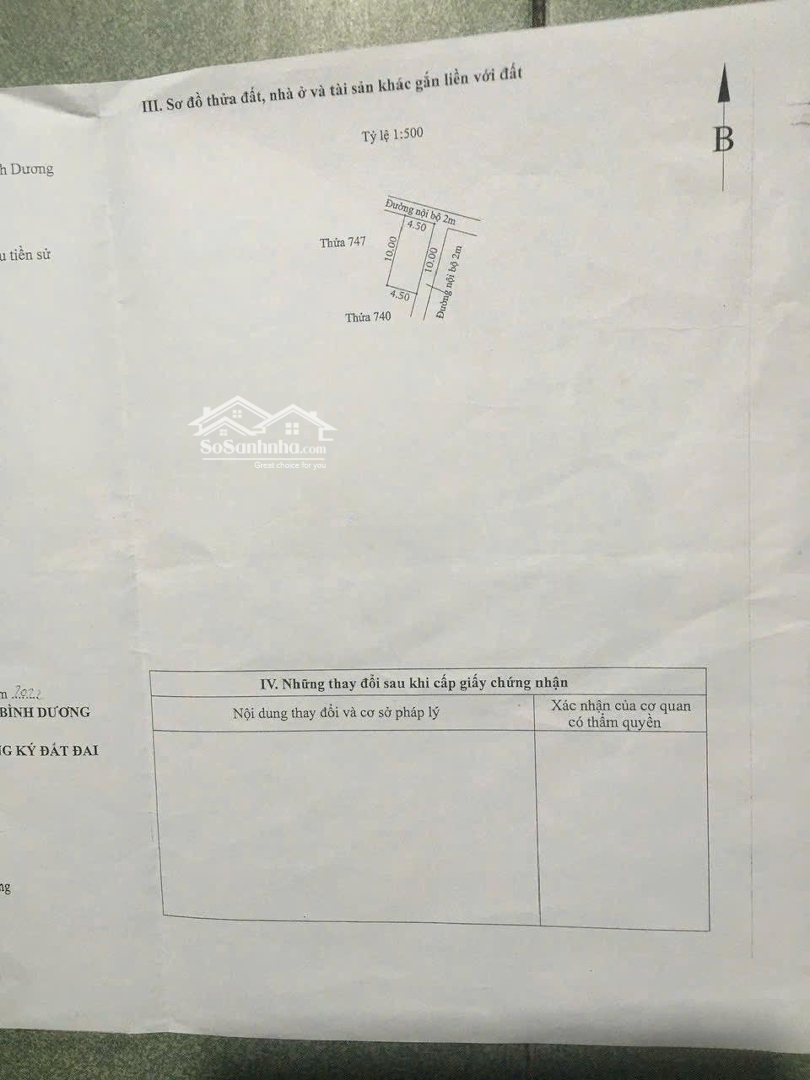 III. Sơ đồ thửa đất, nhà ở và tài sản khác gắn liền với đất
Tỷ lệ 1:500
B
h Dương
u tiền sử
Đường nội bộ 2m
4.50
Thửa 747
10.00
10.00
Đường nội bộ 2m
4.50
Thửa 740
SoSanhnha.com
Great choice for you
m 2022
BÌNH DƯƠNG
G KÝ ĐẤT ĐAI
ng
IV. Những thay đổi sau khi cấp giấy chứng nhận
Nội dung thay đổi và cơ sở pháp lý
Xác nhận của cơ quan
có thẩm quyền